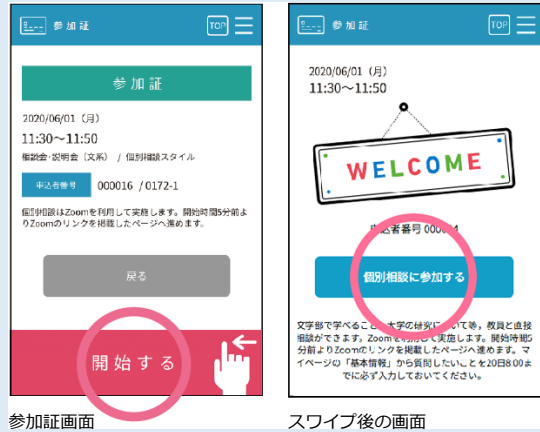 参加証
TOP
参加証
2020/06/01（月）
11:30～11:50
相談会・説明会（文系） / 個別相談スタイル
申込者番号 000016 / 0172-1
個別相談はZoomを利用して実施します。開始時間5分前よ
りZoomのリンクを掲載したページへ進めます。
戻る
開始する
参加証画面
参加証
TOP
2020/06/01（月）
11:30～11:50
WELCOME
申込者番号
個別相談に参加する
文学部で学べること 大学の研究について等，教員と直接
相談ができます。Zoomを利用して実施します。開始時間5
分前よりZoomのリンクを掲載したページへ進めます。マ
イページの「基本情報」から質問したいことを20日8:00ま
でに必ず入力しておいてください。
スワイプ後の画面